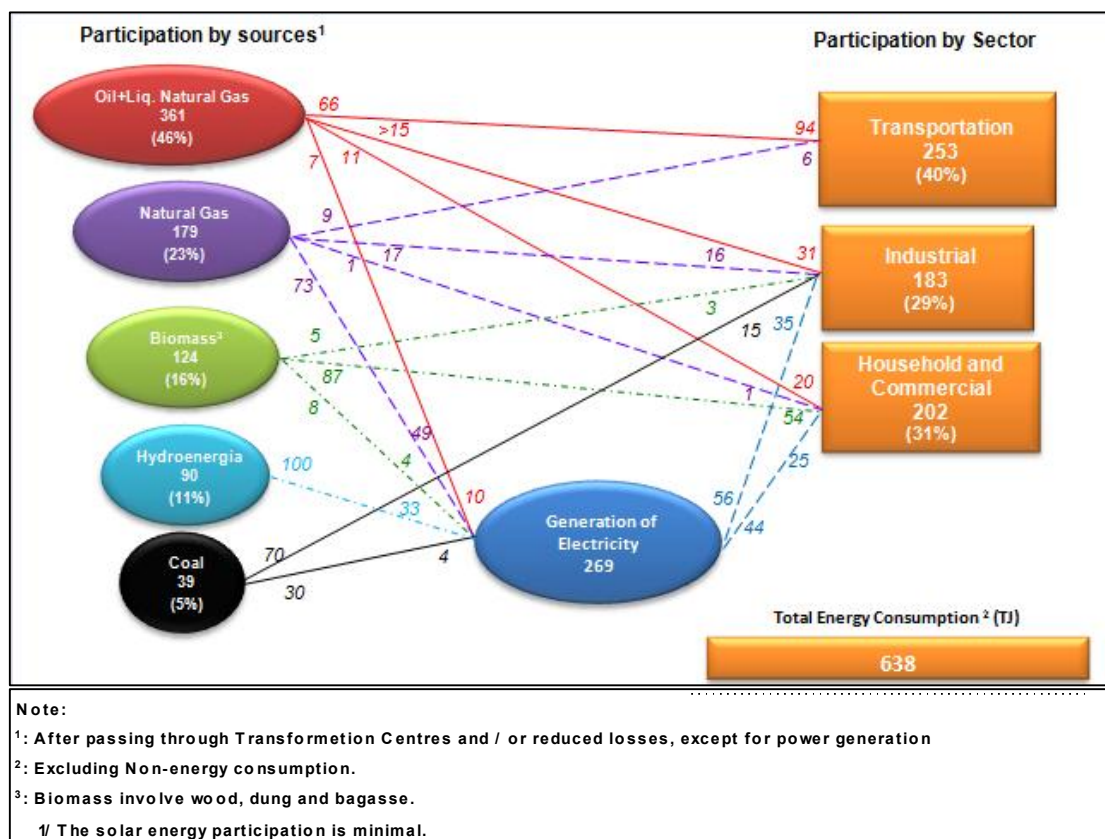 Participation by sources¹
Participation by Sector
Oil+Liq. Natural Gas
361
(46%)
66
>15
11
7
94
6
Transportation
253
(40%)
Natural Gas
179
(23%)
9
17
1
73
16
31
Industrial
183
(29%)
3
15
35
Biomass³
124
(16%)
5
87
8
20
1
54
25
Household and
Commercial
202
(31%)
49
4
Hydroenergia
90
(11%)
100
33
10
4
Generation of
Electricity
269
56
44
Coal
39
(5%)
70
30
Total Energy Consumption ² (TJ)
638
Note:
¹: After passing through Transformetion Centres and / or reduced losses, except for power generation
²: Excluding Non-energy consumption.
³: Biomass involve wood, dung and bagasse.
1/ The solar energy participation is minimal.